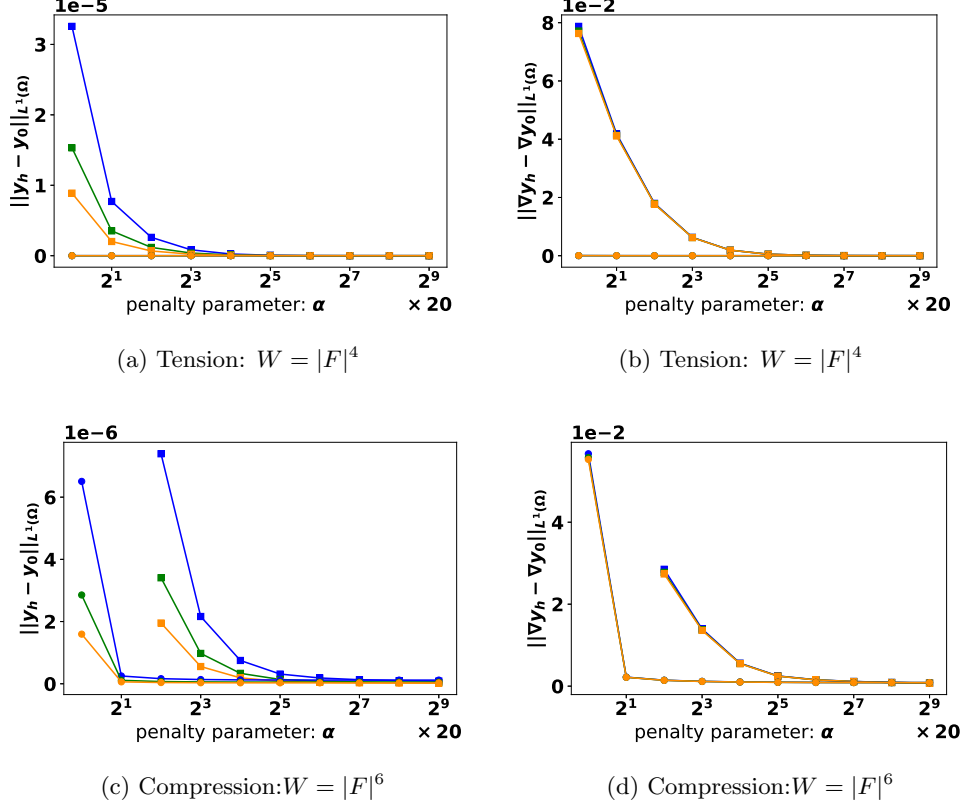 1e−5
3
2
1
0
||y_h − y_0||_{L^1(Ω)}
2^1 2^3 2^5 2^7 2^9
penalty parameter: α × 20
(a) Tension: W = |F|^4
1e−2
8
6
4
2
0
||∇y_h − ∇y_0||_{L^1(Ω)}
2^1 2^3 2^5 2^7 2^9
penalty parameter: α × 20
(b) Tension: W = |F|^4
1e−6
6
4
2
0
||y_h − y_0||_{L^1(Ω)}
2^1 2^3 2^5 2^7 2^9
penalty parameter: α × 20
(c) Compression:W = |F|^6
1e−2
4
2
0
||∇y_h − ∇y_0||_{L^1(Ω)}
2^1 2^3 2^5 2^7 2^9
penalty parameter: α × 20
(d) Compression:W = |F|^6